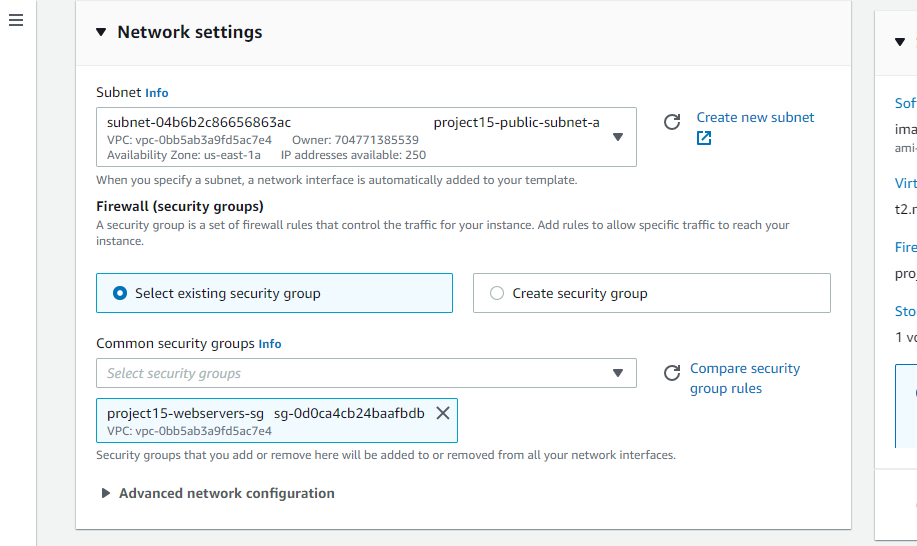 Network settings
Subnet Info
subnet-04b6b2c86656863ac project15-public-subnet-a
VPC: vpc-0bb5ab3a9fd5ac7e4 Owner: 704771385539
Availability Zone: us-east-1a IP addresses available: 250
Create new subnet
When you specify a subnet, a network interface is automatically added to your template.
Firewall (security groups)
A security group is a set of firewall rules that control the traffic for your instance. Add rules to allow specific traffic to reach your
instance.
Select existing security group
Create security group
Common security groups Info
Select security groups
Compare security
group rules
project15-webservers-sg sg-0d0ca4cb24baafbdb
VPC: vpc-0bb5ab3a9fd5ac7e4
Security groups that you add or remove here will be added to or removed from all your network interfaces.
Advanced network configuration
Sof
ima
ami-
Virt
t2.
Fire
Sto
1